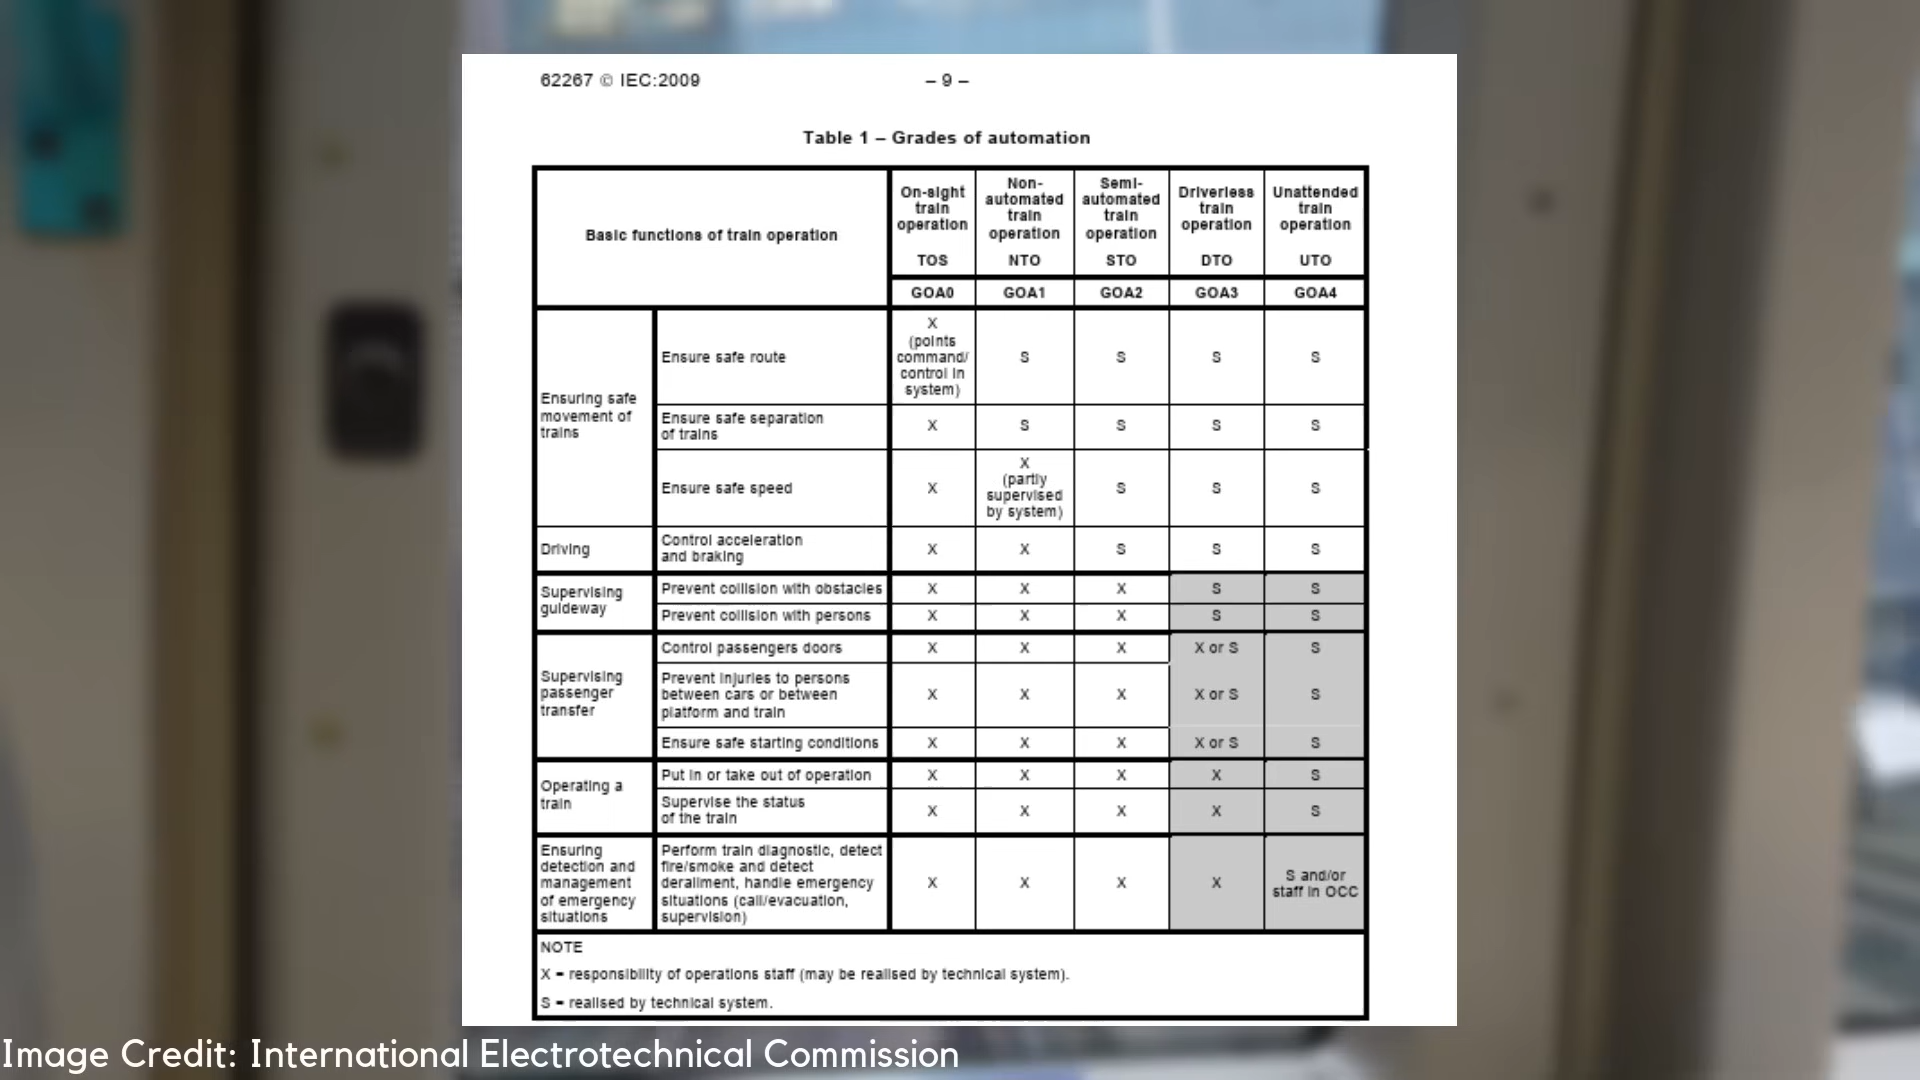 62267 © IEC:2009
– 9 –
Table 1 – Grades of automation
Basic functions of train operation
On-sight
train
operation
TOS
Non-
automated
train
operation
NTO
Semi-
automated
train
operation
STO
Driverless
train
operation
DTO
Unattended
train
operation
UTO
GOA0 GOA1 GOA2 GOA3 GOA4
Ensuring safe
movement of
trains
Ensure safe route
X
(points
command/
control in
system)
S S S S
Ensure safe separation
of trains
X S S S S
Ensure safe speed
X
X
(partly
supervised
by system)
S S S
Driving
Control acceleration
and braking
X X S S S
Supervising
guideway
Prevent collision with obstacles X X X S S
Prevent collision with persons X X X S S
Supervising
passenger
transfer
Control passengers doors X X X X or S S
Prevent injuries to persons
between cars or between
platform and train
X X X X or S S
Ensure safe starting conditions X X X X or S S
Operating a
train
Put in or take out of operation X X X X S
Supervise the status
of the train
X X X X S
Ensuring
detection and
management
of emergency
situations
Perform train diagnostic, detect
fire/smoke and detect
derailment, handle emergency
situations (call/evacuation,
supervision)
X X X X
S and/or
staff in OCC
NOTE
X = responsibility of operations staff (may be realised by technical system).
S = realised by technical system.
Image Credit: International Electrotechnical Commission